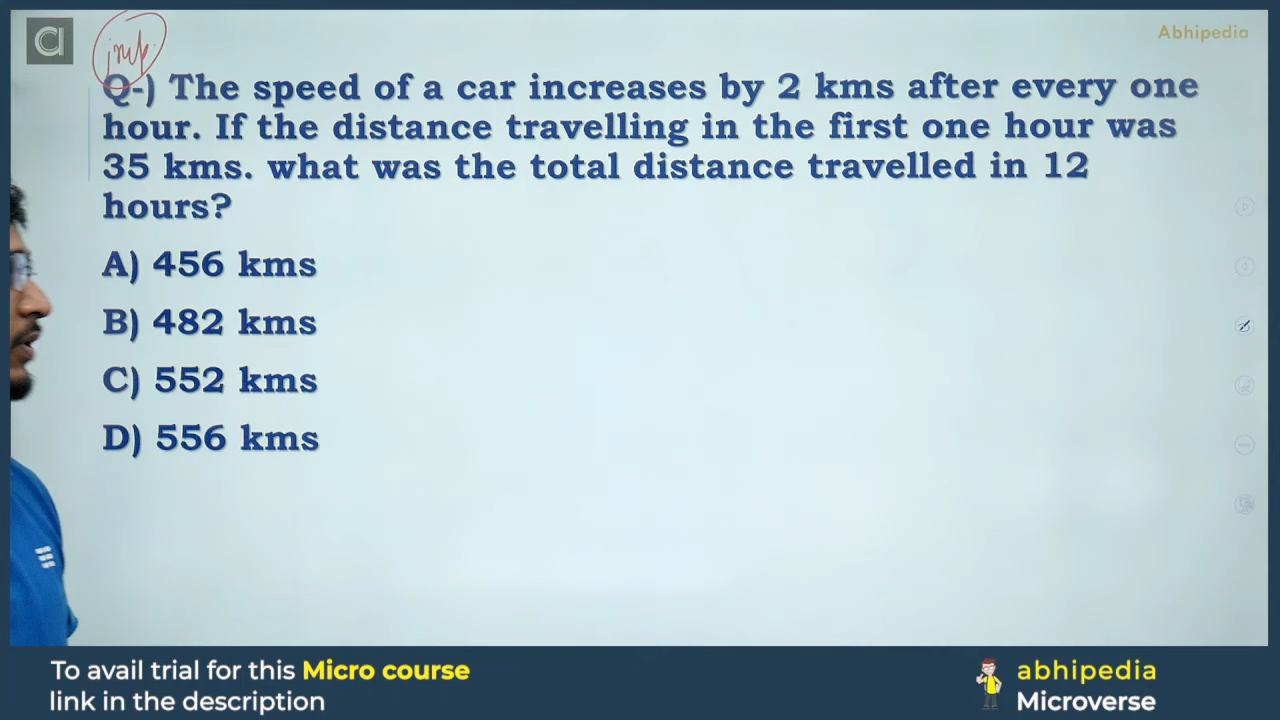 Abhipedia
imp.
Q-) The speed of a car increases by 2 kms after every one
hour. If the distance travelling in the first one hour was
35 kms. what was the total distance travelled in 12
hours?
A) 456 kms
B) 482 kms
C) 552 kms
D) 556 kms
To avail trial for this Micro course
link in the description
abhipedia
Microverse